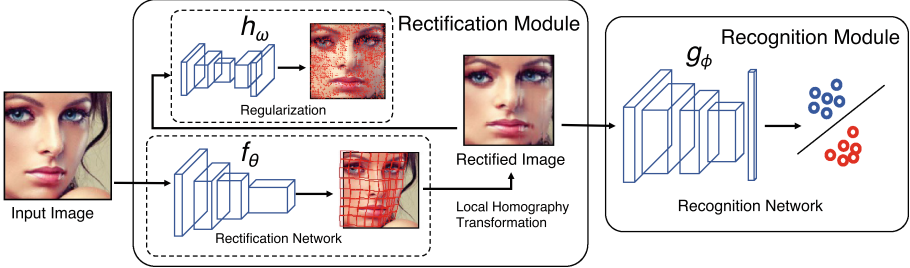 Rectification Module
hω
Regularization
Input Image
fθ
Rectification Network
Rectified Image
Local Homography
Transformation
Recognition Module
gϕ
Recognition Network